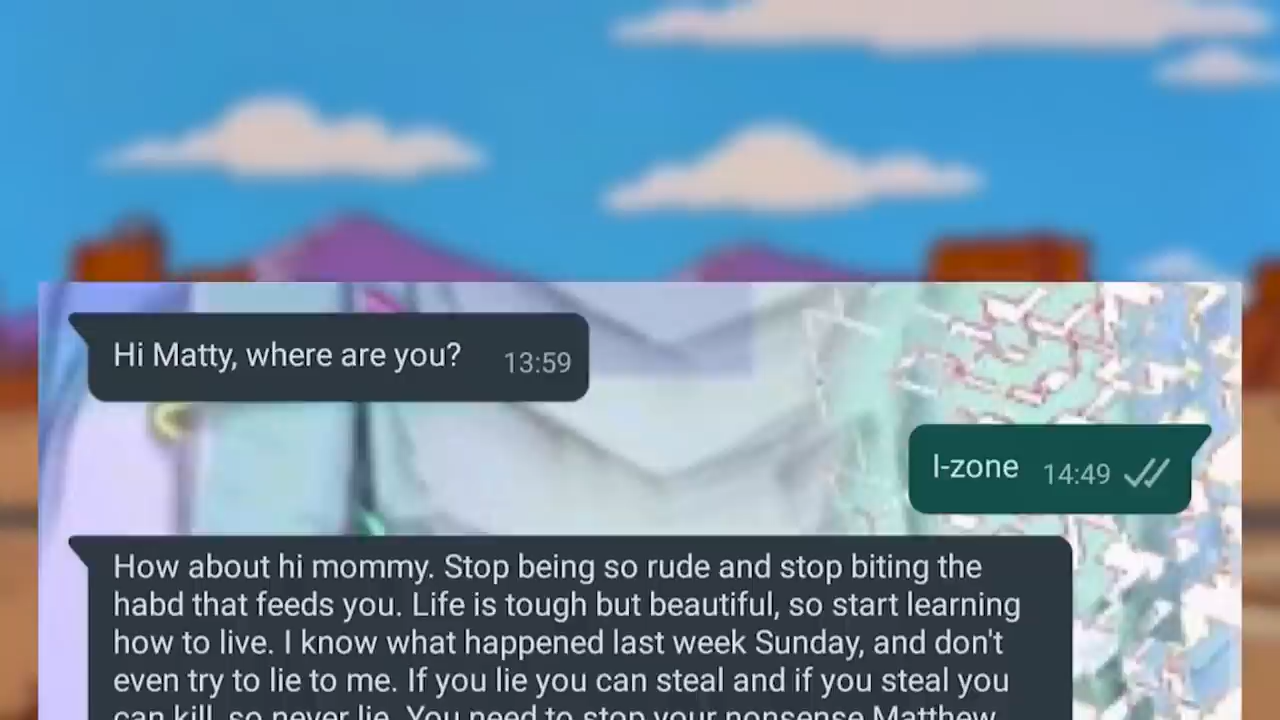 Hi Matty, where are you? 13:59
I-zone 14:49
How about hi mommy. Stop being so rude and stop biting the
habd that feeds you. Life is tough but beautiful, so start learning
how to live. I know what happened last week Sunday, and don't
even try to lie to me. If you lie you can steal and if you steal you
can kill, so never lie. You need to stop your nonsense Matthew